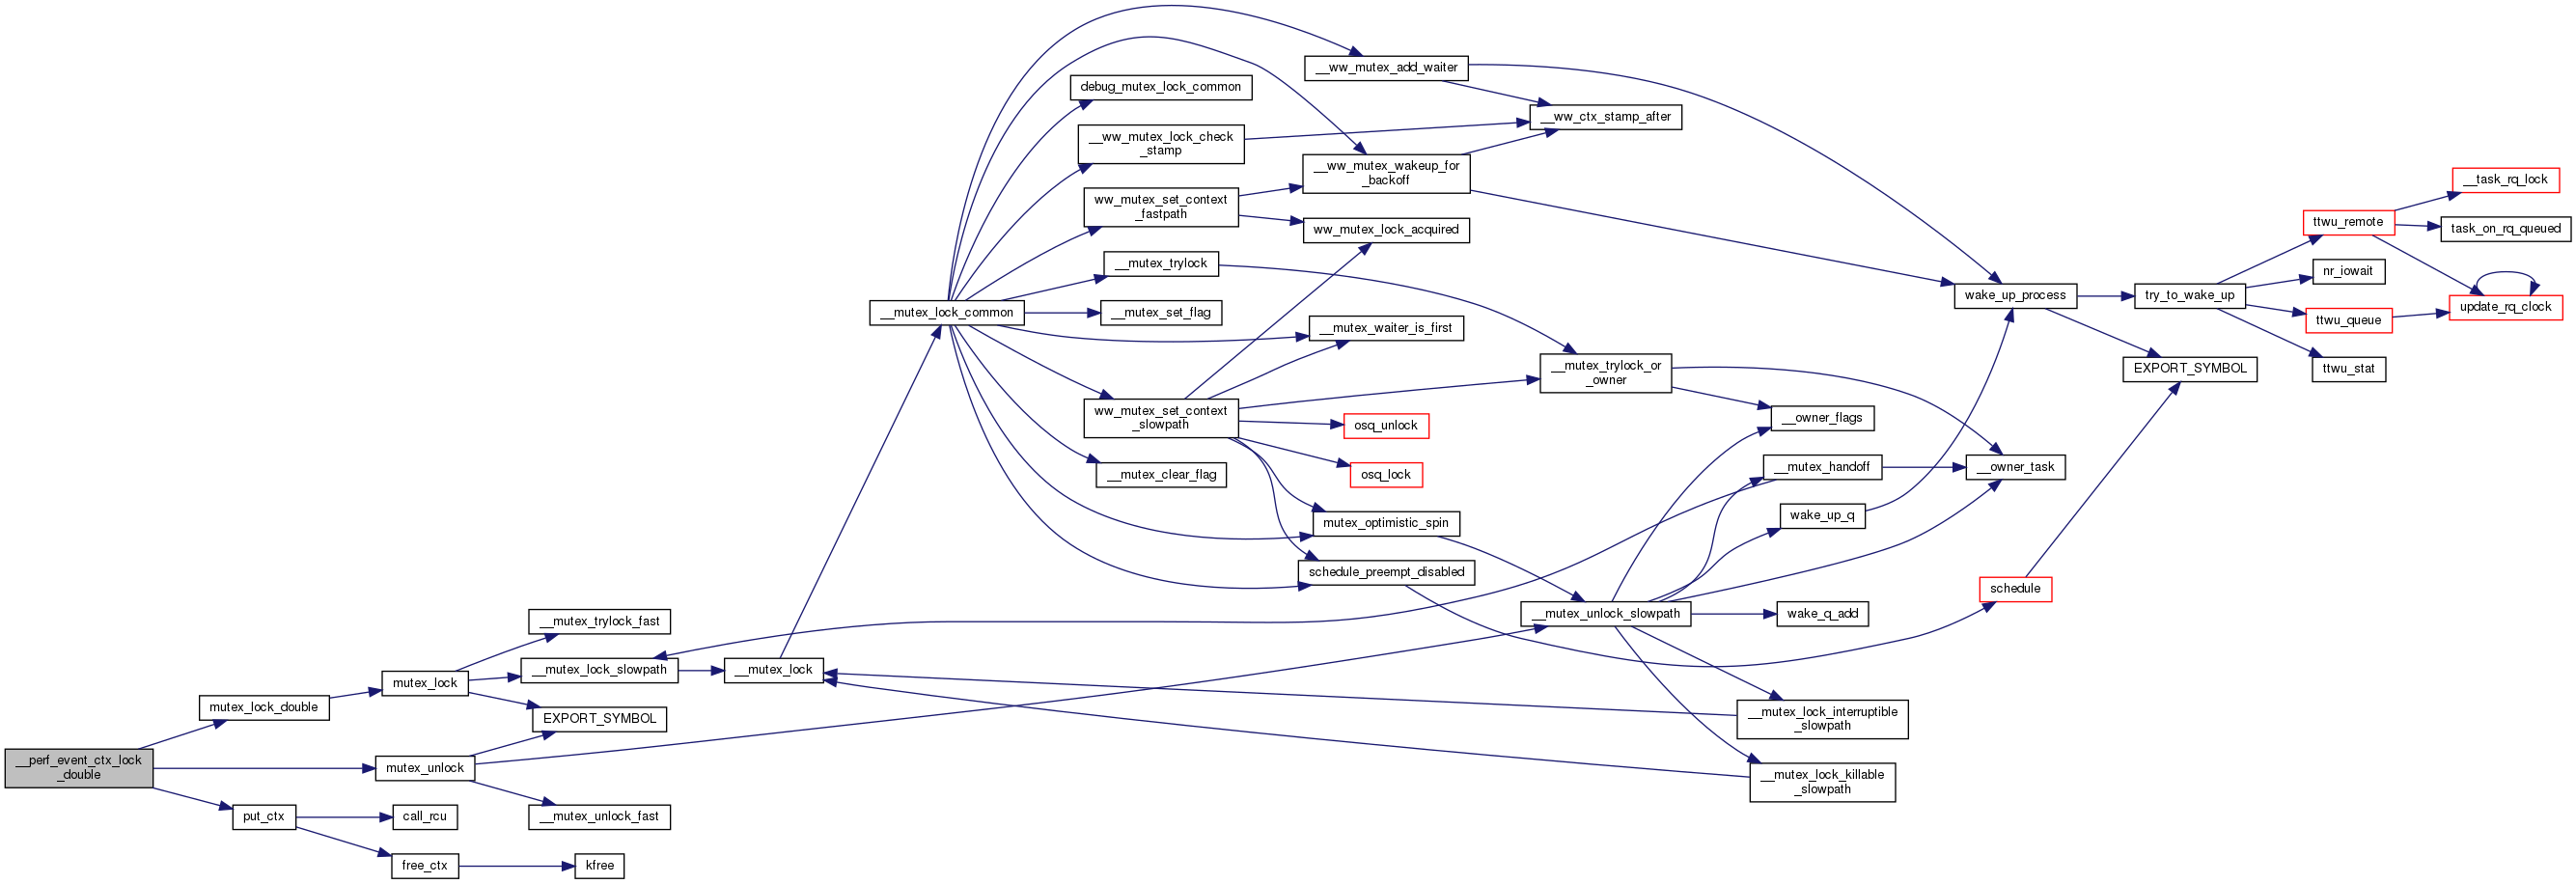 __perf_event_ctx_lock
_double
mutex_lock_double
mutex_unlock
put_ctx
mutex_lock
call_rcu
free_ctx
__mutex_trylock_fast
__mutex_lock_slowpath
EXPORT_SYMBOL
__mutex_unlock_fast
kfree
__mutex_lock
__mutex_lock_common
debug_mutex_lock_common
__ww_mutex_lock_check
_stamp
ww_mutex_set_context
_fastpath
__mutex_trylock
__mutex_set_flag
ww_mutex_set_context
_slowpath
__mutex_clear_flag
__ww_mutex_add_waiter
__ww_mutex_wakeup_for
_backoff
ww_mutex_lock_acquired
__mutex_waiter_is_first
osq_unlock
osq_lock
mutex_optimistic_spin
schedule_preempt_disabled
__ww_ctx_stamp_after
__mutex_trylock_or
_owner
__mutex_unlock_slowpath
__owner_flags
__mutex_handoff
wake_up_q
wake_q_add
__mutex_lock_interruptible
_slowpath
__mutex_lock_killable
_slowpath
wake_up_process
__owner_task
schedule
try_to_wake_up
EXPORT_SYMBOL
ttwu_remote
nr_iowait
ttwu_queue
ttwu_stat
__task_rq_lock
task_on_rq_queued
update_rq_clock